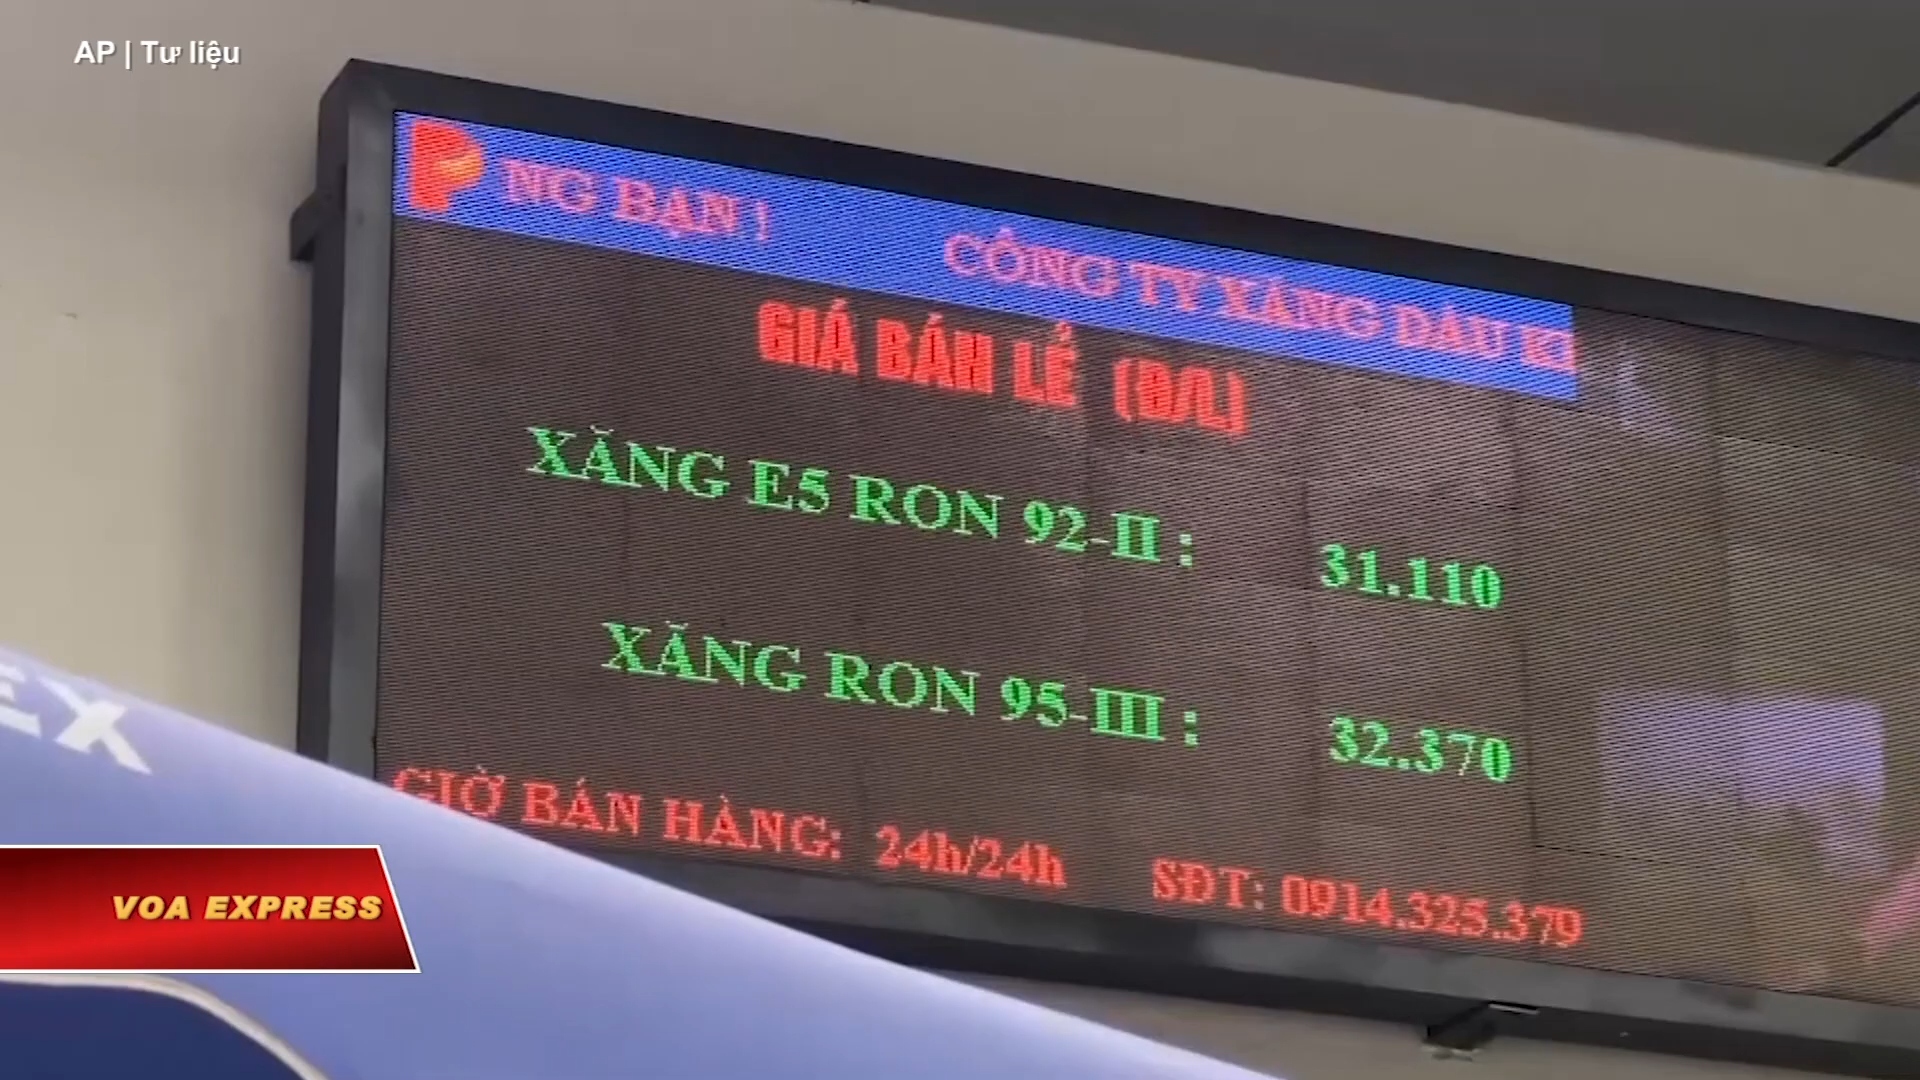 AP | Tư liệu
P NG BẠN ! CÔNG TY XĂNG DẦU
GIÁ BÁN LẺ (Đ/L)
XĂNG E5 RON 92-II : 31.110
XĂNG RON 95-III : 32.370
GIỜ BÁN HÀNG: 24h/24h SĐT: 0914.325.379
EX
VOA EXPRESS